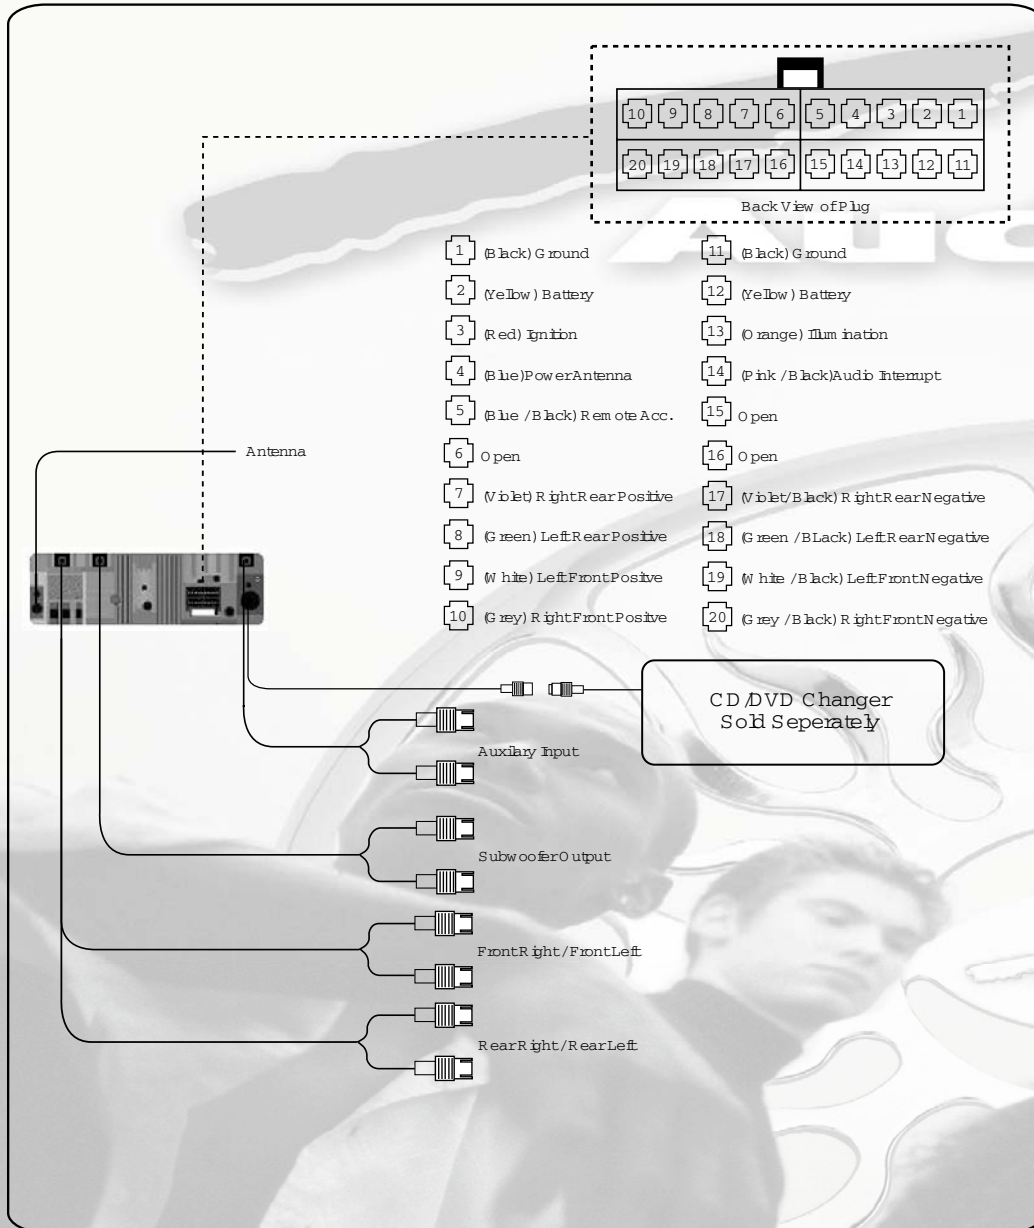 10 9 8 7 6 5 4 3 2 1
20 19 18 17 16 15 14 13 12 11
Back View of Plug
1 (Black) Ground
2 (Yellow) Battery
3 (Red) Ignition
4 (Blue) Power Antenna
5 (Blue / Black) Remote Acc.
6 Open
7 (Violet) Right Rear Positive
8 (Green) Left Rear Positive
9 (White) Left Front Positve
10 (Grey) Right Front Positve
11 (Black) Ground
12 (Yellow) Battery
13 (Orange) Illumination
14 (Pink / Black) Audio Interrupt
15 Open
16 Open
17 (Violet/Black) Right Rear Negative
18 (Green / BLack) Left Rear Negative
19 (White / Black) Left Front Negative
20 (Grey / Black) Right Front Negative
Antenna
CD/DVD Changer
Sold Seperately
Auxilary Input
Subwoofer Output
Front Right / Front Left
Rear Right / Rear Left